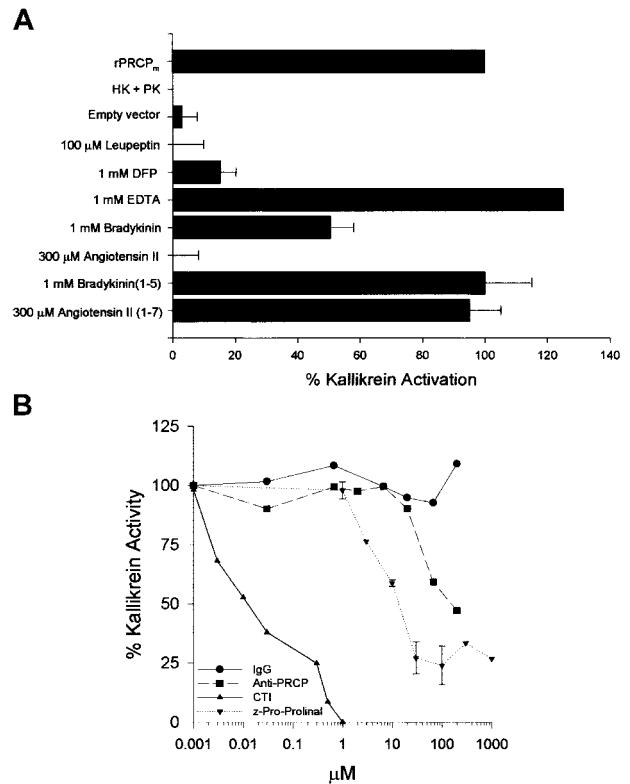 A
rPRCPm
HK + PK
Empty vector
100 µM Leupeptin
1 mM DFP
1 mM EDTA
1 mM Bradykinin
300 µM Angiotensin II
1 mM Bradykinin(1-5)
300 µM Angiotensin II (1-7)
0 20 40 60 80 100 120 140
% Kallikrein Activation
B
125
100
75
50
25
0
% Kallikrein Activity
IgG
Anti-PRCP
CTI
z-Pro-Prolinal
0.001 0.01 0.1 1 10 100 1000
µM